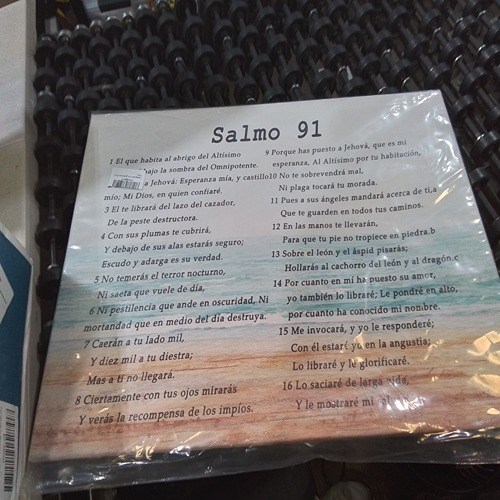 Salmo 91
1 El que habita al abrigo del Altísimo
bajo la sombra del Omnipotente.
a Jehová: Esperanza mía, y castillo
mío; Mi Dios, en quien confiaré.
3 El te librará del lazo del cazador,
De la peste destructora.
4 Con sus plumas te cubrirá,
Y debajo de sus alas estarás seguro;
Escudo y adarga es su verdad.
5 No temerás el terror nocturno,
Ni saeta que vuele de día,
6 Ni pestilencia que ande en oscuridad, Ni
mortandad que en medio del día destruya.
7 Caerán a tu lado mil,
Y diez mil a tu diestra;
Mas a ti no llegará.
8 Ciertamente con tus ojos mirarás
Y verás la recompensa de los impíos.
9 Porque has puesto a Jehová, que es mi
esperanza, Al Altísimo por tu habitación,
10 No te sobrevendrá mal,
Ni plaga tocará tu morada.
11 Pues a sus ángeles mandará acerca de ti,a
Que te guarden en todos tus caminos.
12 En las manos te llevarán,
Para que tu pie no tropiece en piedra.b
13 Sobre el león y el áspid pisarás;
Hollarás al cachorro del león y al dragón.c
14 Por cuanto en mí ha puesto su amor,
yo también lo libraré; Le pondré en alto,
por cuanto ha conocido mi nombre.
15 Me invocará, y yo le responderé;
Con él estaré yo en la angustia;
Lo libraré y le glorificaré.
16 Lo saciaré de larga vida,
Y le mostraré mi